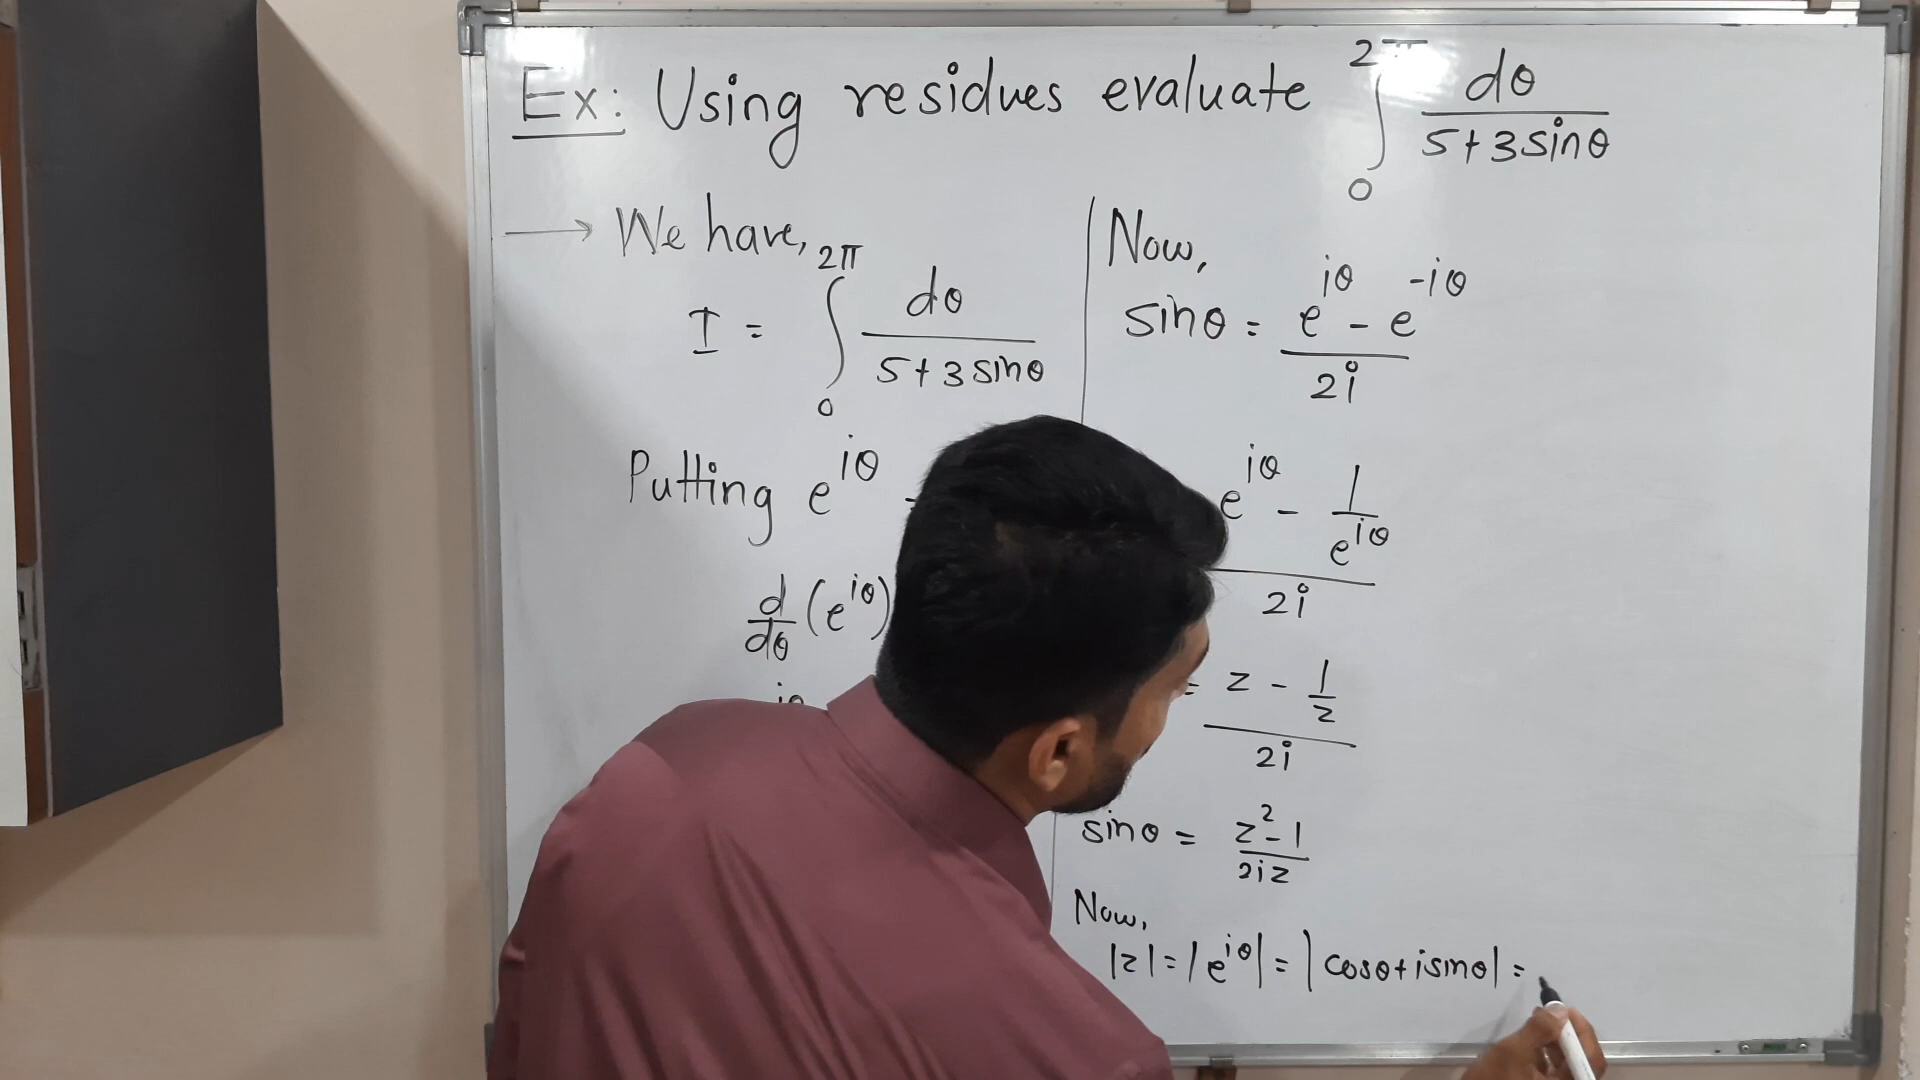 Ex: Using residues evaluate ∫₀^2π dθ / (5+3sinθ)
→ We have,
I = ∫₀^2π dθ / (5+3sinθ)
Putting e^iθ
d/dθ (e^iθ)
iθ
Now,
sinθ = (e^iθ - e^-iθ) / 2i
(e^iθ - 1/e^iθ) / 2i
= (z - 1/z) / 2i
sinθ = (z²-1) / 2iz
Now,
|z| = |e^iθ| = |cosθ+isinθ| =